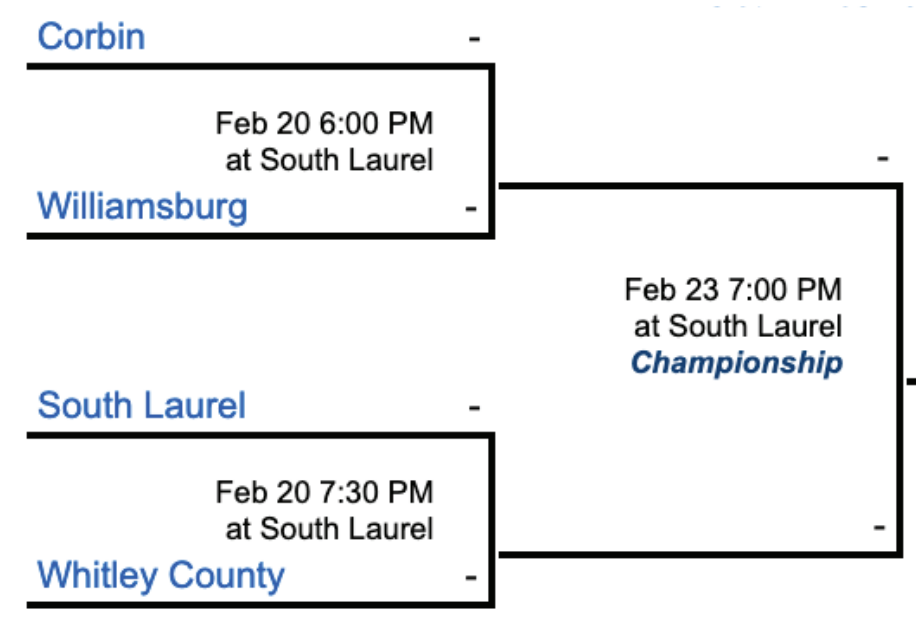 Corbin -
Feb 20 6:00 PM
at South Laurel
-
Williamsburg -
Feb 23 7:00 PM
at South Laurel
Championship
-
South Laurel -
Feb 20 7:30 PM
at South Laurel
-
Whitley County -